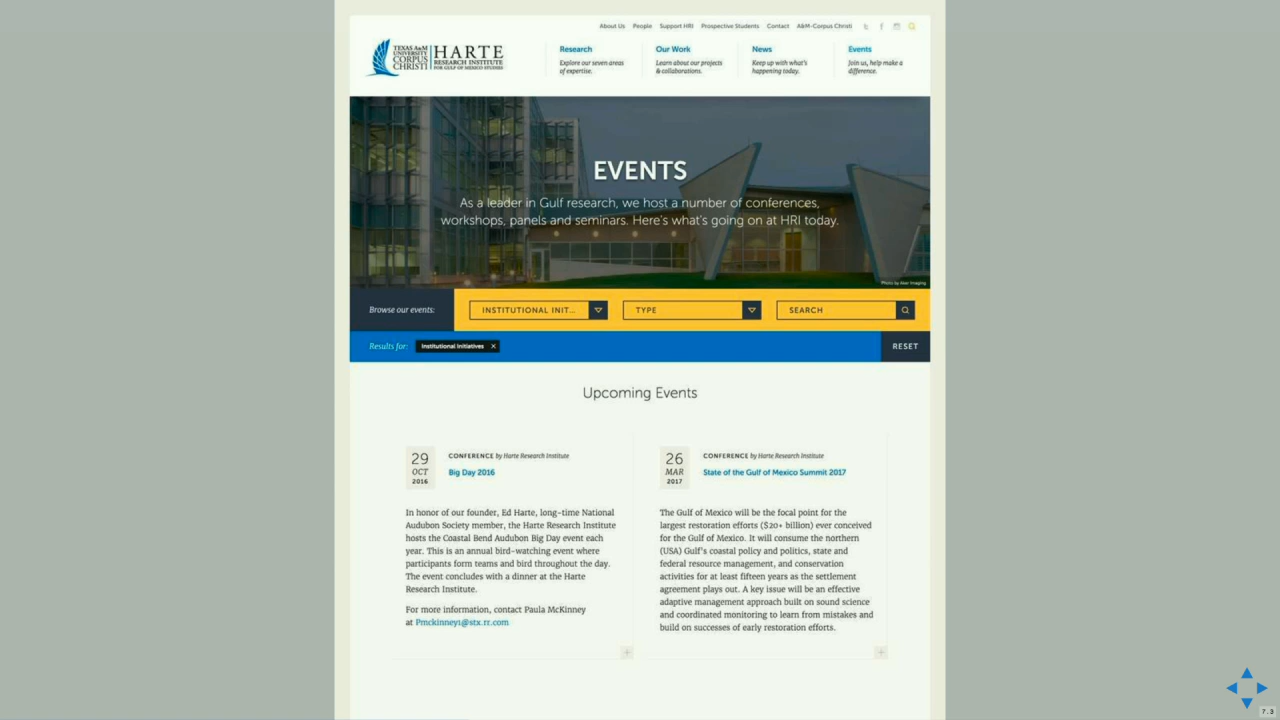 About Us People Support HRI Prospective Students Contact A&M-Corpus Christi
TEXAS A&M
UNIVERSITY
CORPUS
CHRISTI
HARTE
RESEARCH INSTITUTE
FOR GULF OF MEXICO STUDIES
Research
Explore our seven areas
of expertise.
Our Work
Learn about our projects
& collaborations.
News
Keep up with what's
happening today.
Events
Join us, help make a
difference.
EVENTS
As a leader in Gulf research, we host a number of conferences,
workshops, panels and seminars. Here's what's going on at HRI today.
Photo by Aker Imaging
Browse our events:
INSTITUTIONAL INIT...
TYPE
SEARCH
Results for:
Institutional Initiatives X
RESET
Upcoming Events
29
OCT
2016
CONFERENCE by Harte Research Institute
Big Day 2016
In honor of our founder, Ed Harte, long-time National
Audubon Society member, the Harte Research Institute
hosts the Coastal Bend Audubon Big Day event each
year. This is an annual bird-watching event where
participants form teams and bird throughout the day.
The event concludes with a dinner at the Harte
Research Institute.
For more information, contact Paula McKinney
at Pmckinney1@stx.rr.com
26
MAR
2017
CONFERENCE by Harte Research Institute
State of the Gulf of Mexico Summit 2017
The Gulf of Mexico will be the focal point for the
largest restoration efforts ($20+ billion) ever conceived
for the Gulf of Mexico. It will consume the northern
(USA) Gulf's coastal policy and politics, state and
federal resource management, and conservation
activities for at least fifteen years as the settlement
agreement plays out. A key issue will be an effective
adaptive management approach built on sound science
and coordinated monitoring to learn from mistakes and
build on successes of early restoration efforts.
7.3